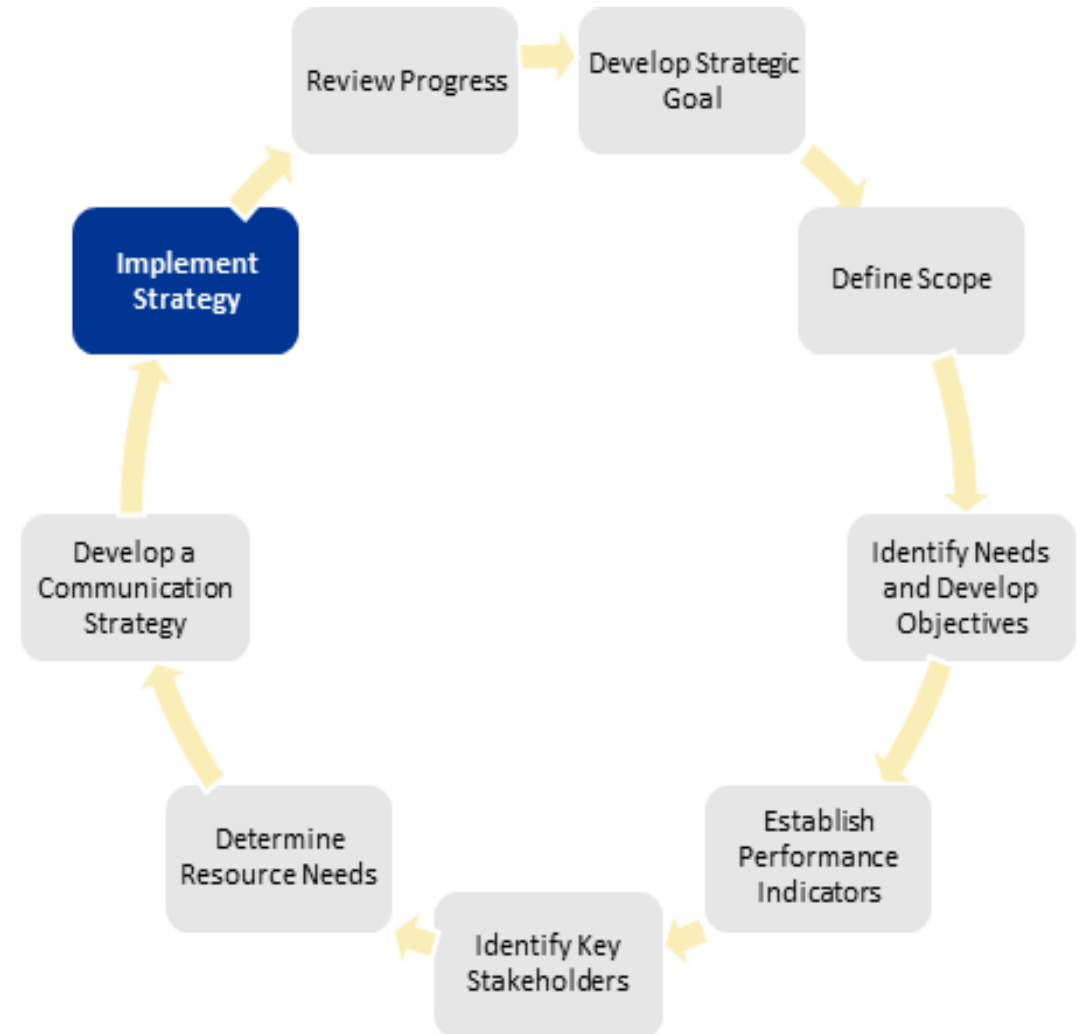 Review Progress
Develop Strategic
Goal
Define Scope
Identify Needs
and Develop
Objectives
Establish
Performance
Indicators
Identify Key
Stakeholders
Determine
Resource Needs
Develop a
Communication
Strategy
Implement
Strategy